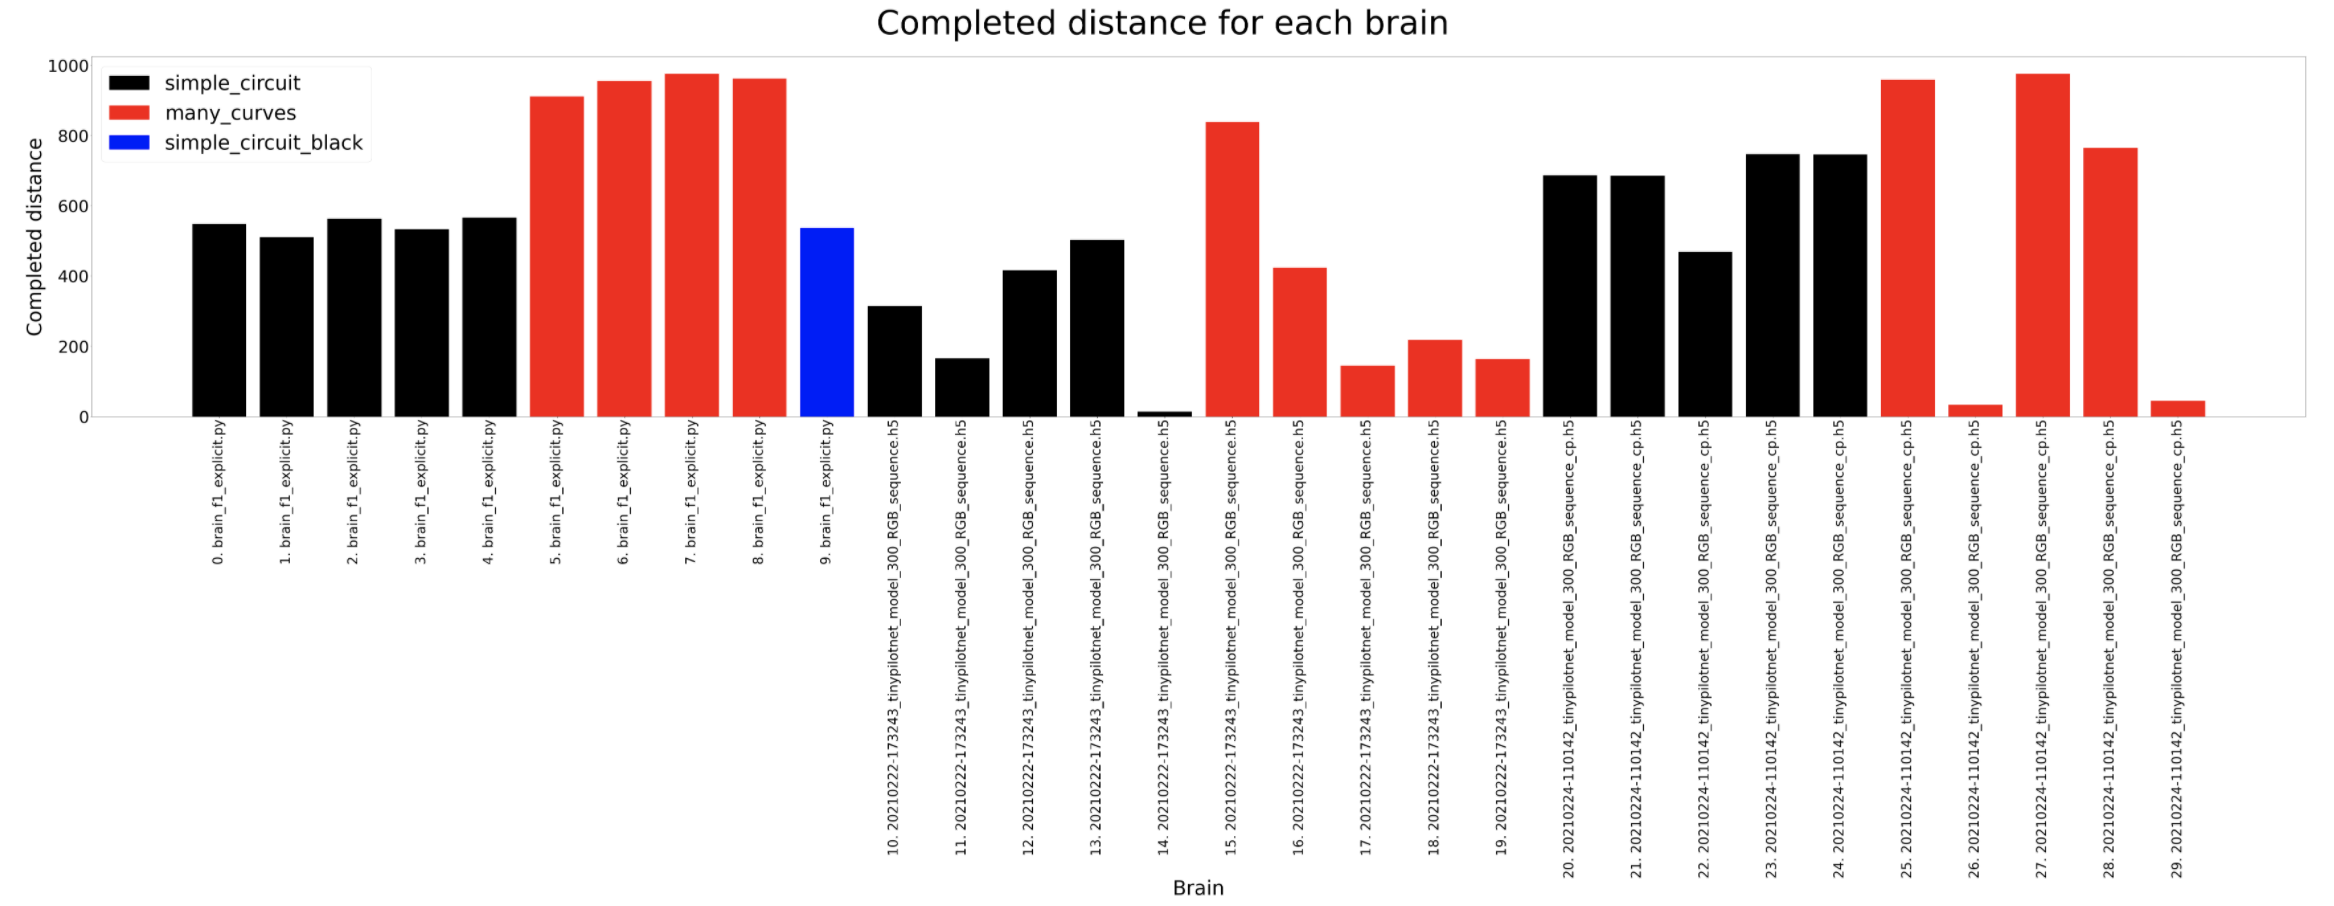 Completed distance for each brain
simple_circuit
many_curves
simple_circuit_black
Completed distance
1000
800
600
400
200
0
0. brain_f1_explicit.py
1. brain_f1_explicit.py
2. brain_f1_explicit.py
3. brain_f1_explicit.py
4. brain_f1_explicit.py
5. brain_f1_explicit.py
6. brain_f1_explicit.py
7. brain_f1_explicit.py
8. brain_f1_explicit.py
9. brain_f1_explicit.py
10. 20210222-173243_tinypilotnet_model_300_RGB_sequence.h5
11. 20210222-173243_tinypilotnet_model_300_RGB_sequence.h5
12. 20210222-173243_tinypilotnet_model_300_RGB_sequence.h5
13. 20210222-173243_tinypilotnet_model_300_RGB_sequence.h5
14. 20210222-173243_tinypilotnet_model_300_RGB_sequence.h5
15. 20210222-173243_tinypilotnet_model_300_RGB_sequence.h5
16. 20210222-173243_tinypilotnet_model_300_RGB_sequence.h5
17. 20210222-173243_tinypilotnet_model_300_RGB_sequence.h5
18. 20210222-173243_tinypilotnet_model_300_RGB_sequence.h5
19. 20210222-173243_tinypilotnet_model_300_RGB_sequence.h5
20. 20210224-110142_tinypilotnet_model_300_RGB_sequence_cp.h5
21. 20210224-110142_tinypilotnet_model_300_RGB_sequence_cp.h5
22. 20210224-110142_tinypilotnet_model_300_RGB_sequence_cp.h5
23. 20210224-110142_tinypilotnet_model_300_RGB_sequence_cp.h5
24. 20210224-110142_tinypilotnet_model_300_RGB_sequence_cp.h5
25. 20210224-110142_tinypilotnet_model_300_RGB_sequence_cp.h5
26. 20210224-110142_tinypilotnet_model_300_RGB_sequence_cp.h5
27. 20210224-110142_tinypilotnet_model_300_RGB_sequence_cp.h5
28. 20210224-110142_tinypilotnet_model_300_RGB_sequence_cp.h5
29. 20210224-110142_tinypilotnet_model_300_RGB_sequence_cp.h5
Brain